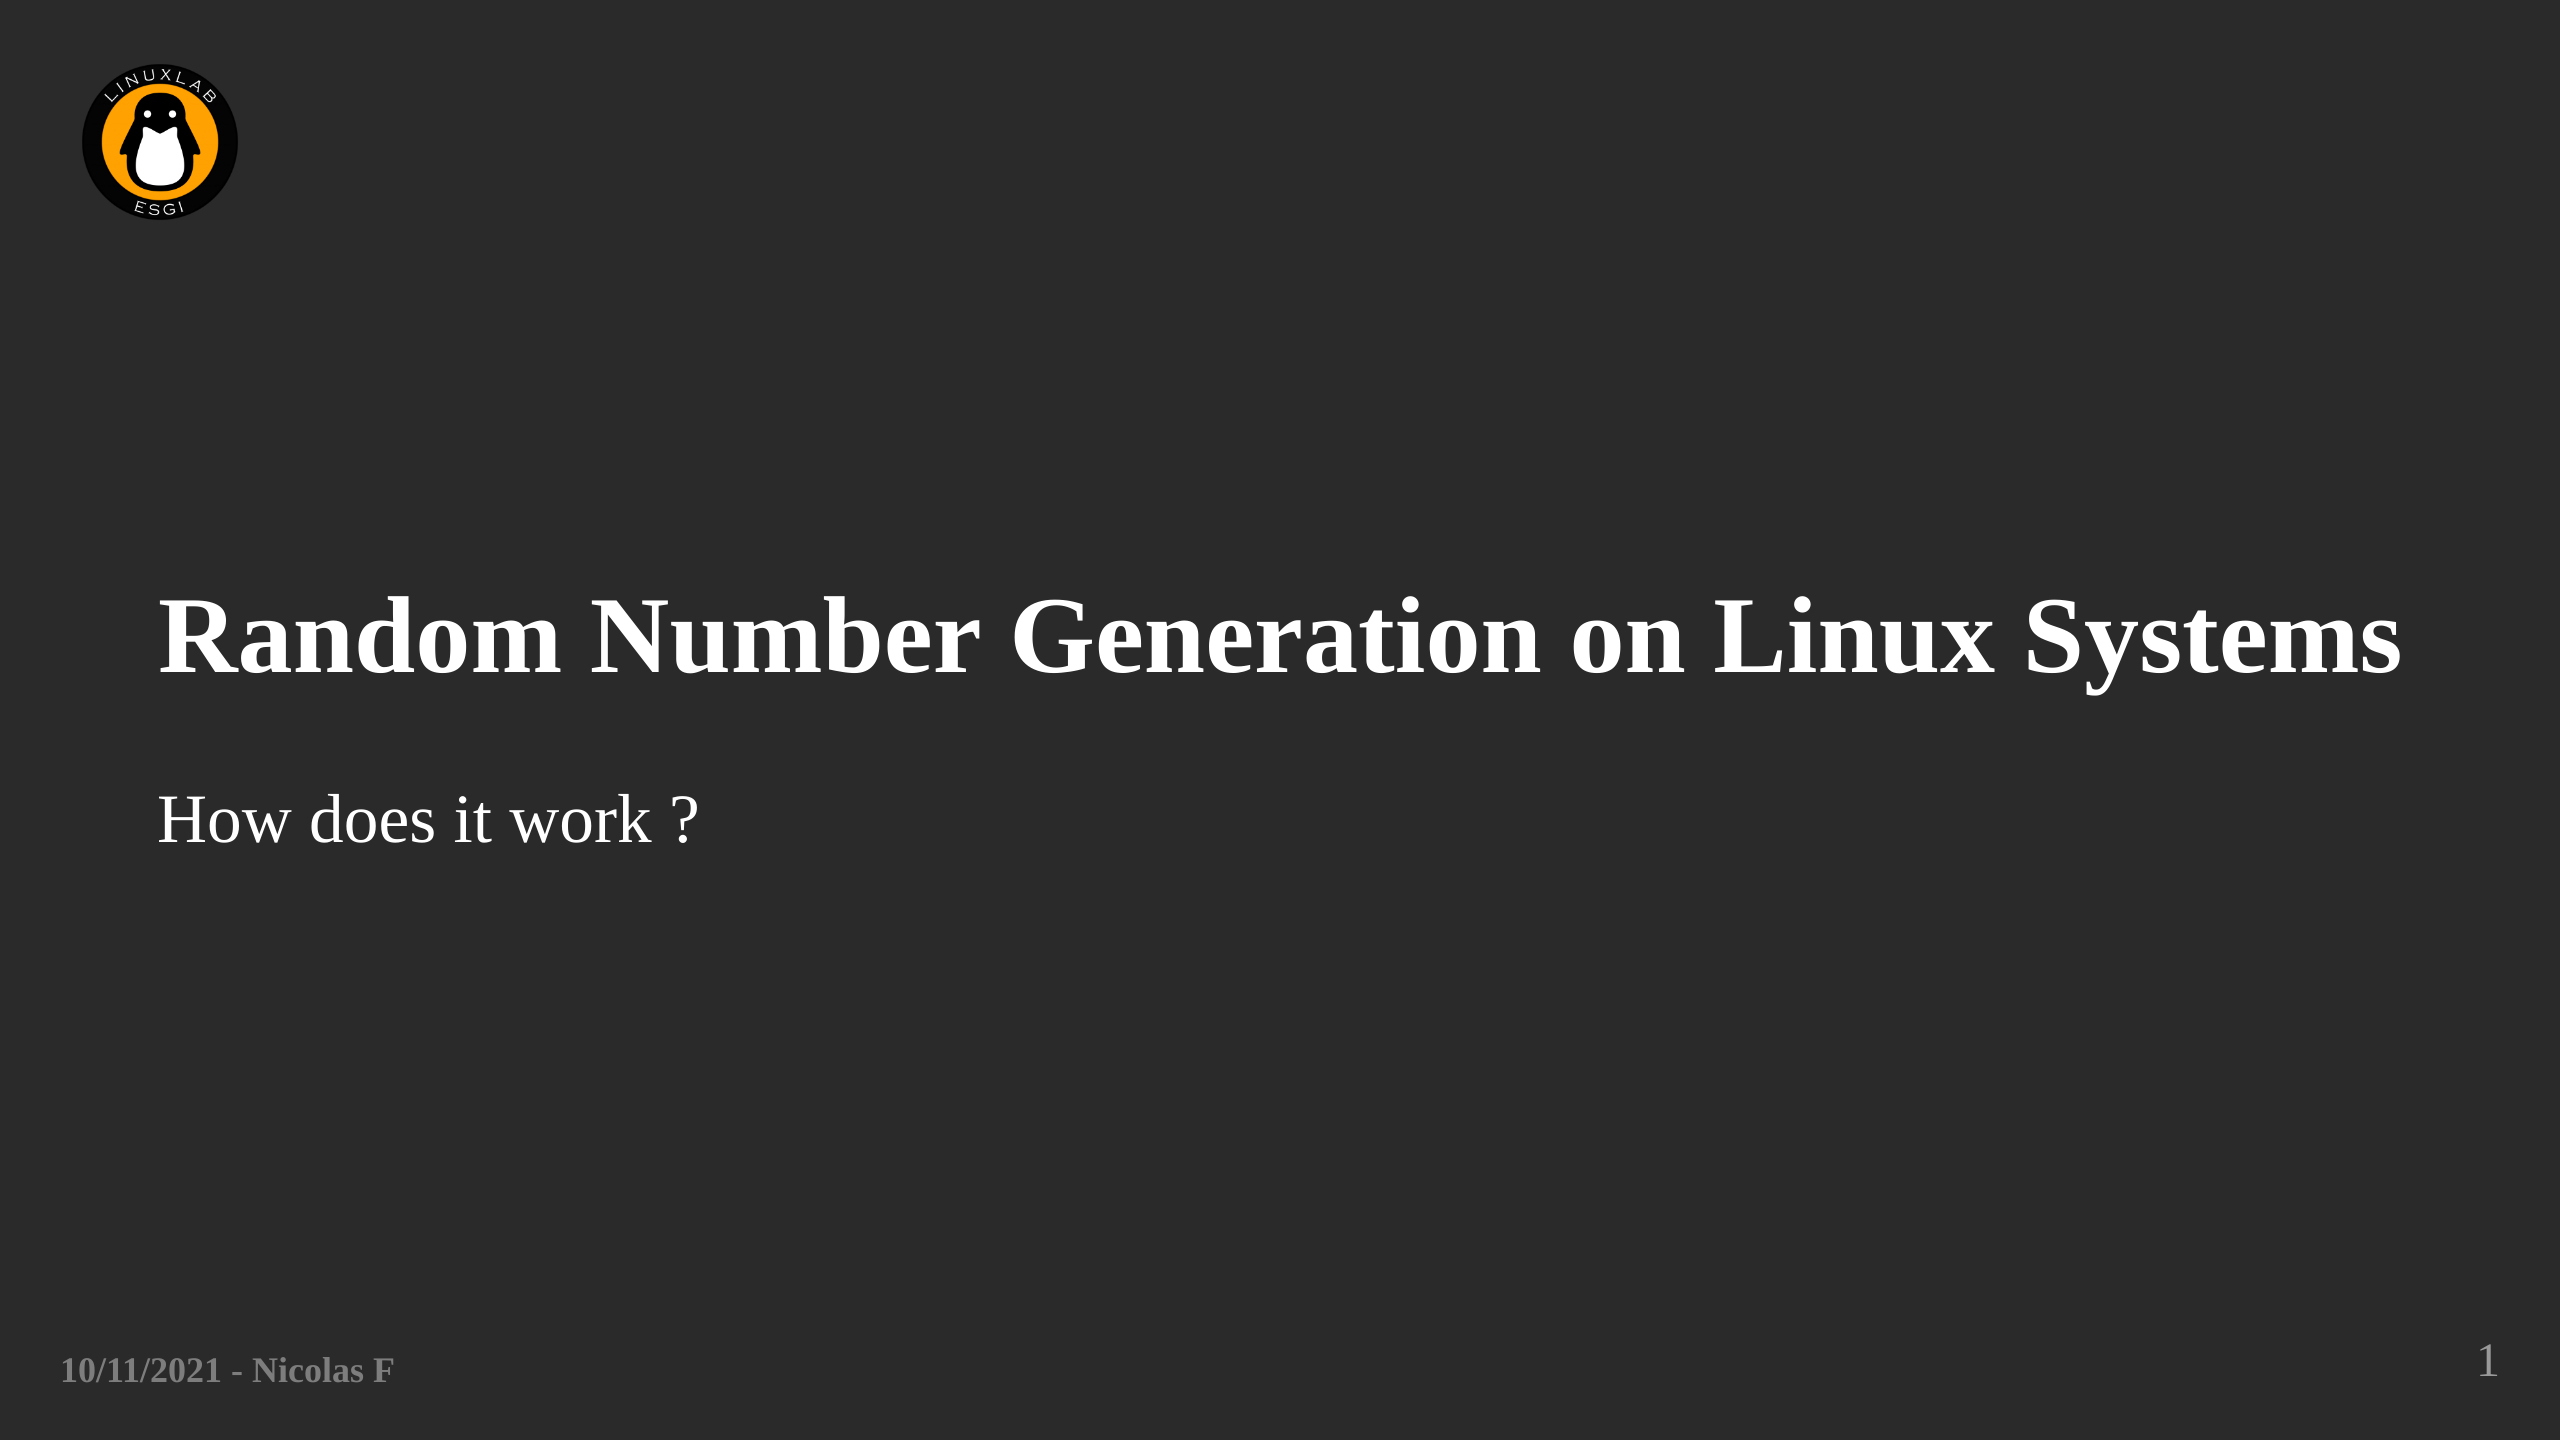 LINUXLAB
ESGI
Random Number Generation on Linux Systems
How does it work ?
10/11/2021 - Nicolas F
1